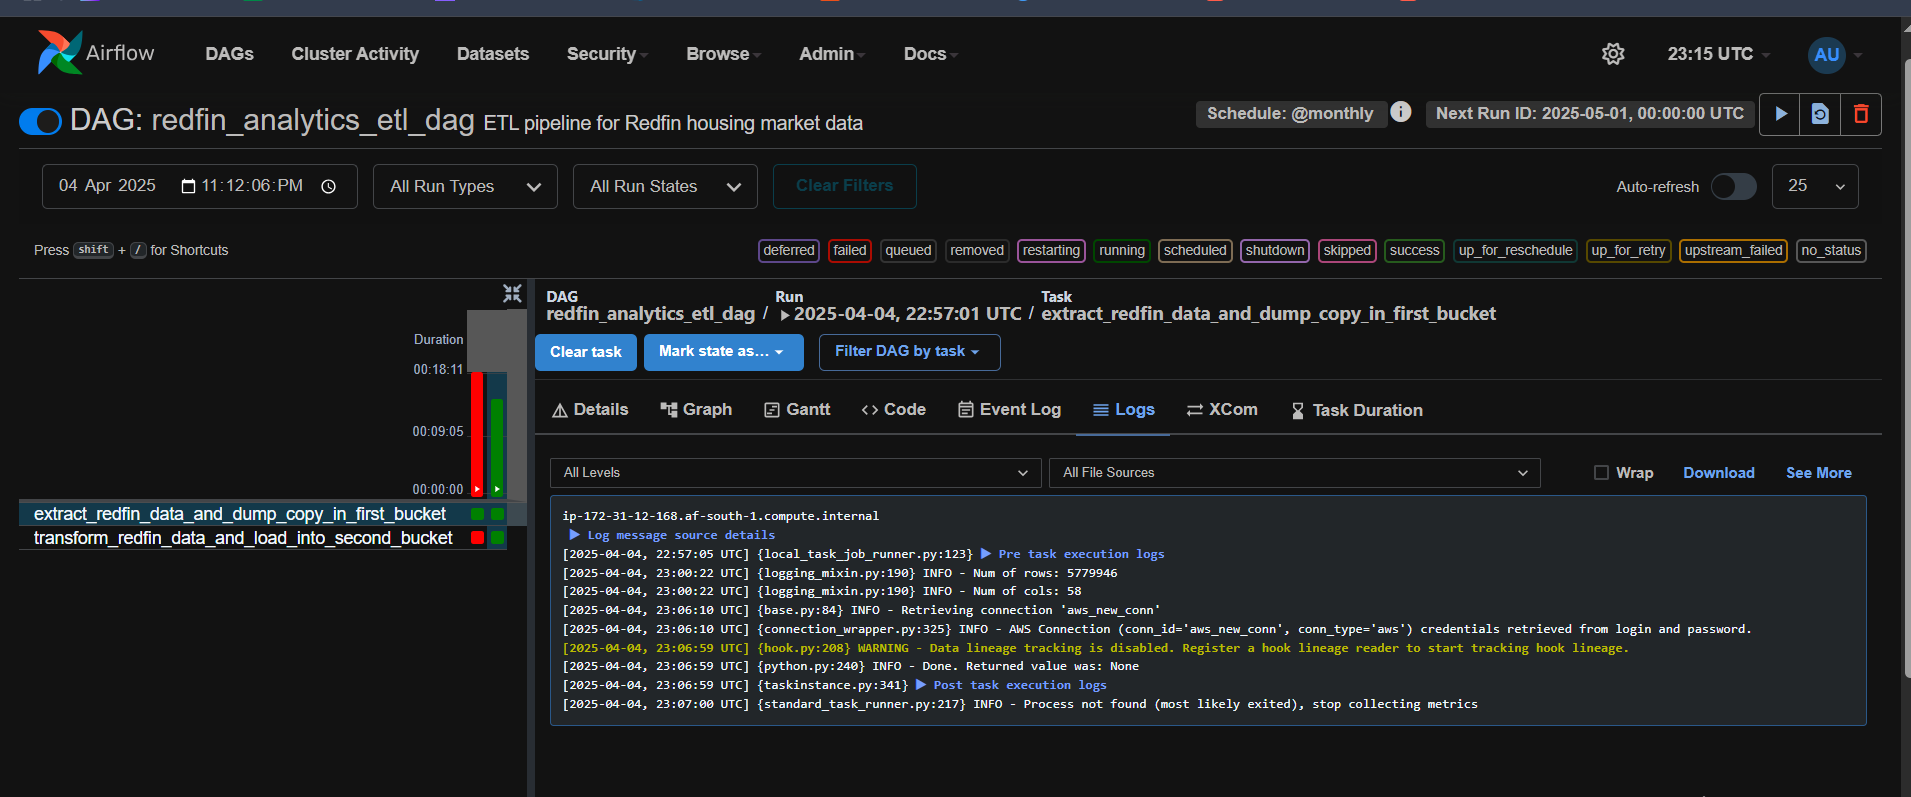 Airflow DAGs Cluster Activity Datasets Security Browse Admin Docs 23:15 UTC AU
DAG: redfin_analytics_etl_dag ETL pipeline for Redfin housing market data Schedule: @monthly i Next Run ID: 2025-05-01, 00:00:00 UTC
04 Apr 2025 11:12:06:PM All Run Types All Run States Clear Filters Auto-refresh 25
Press shift + / for Shortcuts deferred failed queued removed restarting running scheduled shutdown skipped success up_for_reschedule up_for_retry upstream_failed no_status
Duration
00:18:11
00:09:05
00:00:00
extract_redfin_data_and_dump_copy_in_first_bucket
transform_redfin_data_and_load_into_second_bucket
DAG Run Task
redfin_analytics_etl_dag / 2025-04-04, 22:57:01 UTC / extract_redfin_data_and_dump_copy_in_first_bucket
Clear task Mark state as... Filter DAG by task
Details Graph Gantt Code Event Log Logs XCom Task Duration
All Levels All File Sources Wrap Download See More
ip-172-31-12-168.af-south-1.compute.internal
Log message source details
[2025-04-04, 22:57:05 UTC] {local_task_job_runner.py:123} Pre task execution logs
[2025-04-04, 23:00:22 UTC] {logging_mixin.py:190} INFO - Num of rows: 5779946
[2025-04-04, 23:00:22 UTC] {logging_mixin.py:190} INFO - Num of cols: 58
[2025-04-04, 23:06:10 UTC] {base.py:84} INFO - Retrieving connection 'aws_new_conn'
[2025-04-04, 23:06:10 UTC] {connection_wrapper.py:325} INFO - AWS Connection (conn_id='aws_new_conn', conn_type='aws') credentials retrieved from login and password.
[2025-04-04, 23:06:59 UTC] {hook.py:208} WARNING - Data lineage tracking is disabled. Register a hook lineage reader to start tracking hook lineage.
[2025-04-04, 23:06:59 UTC] {python.py:240} INFO - Done. Returned value was: None
[2025-04-04, 23:06:59 UTC] {taskinstance.py:341} Post task execution logs
[2025-04-04, 23:07:00 UTC] {standard_task_runner.py:217} INFO - Process not found (most likely exited), stop collecting metrics